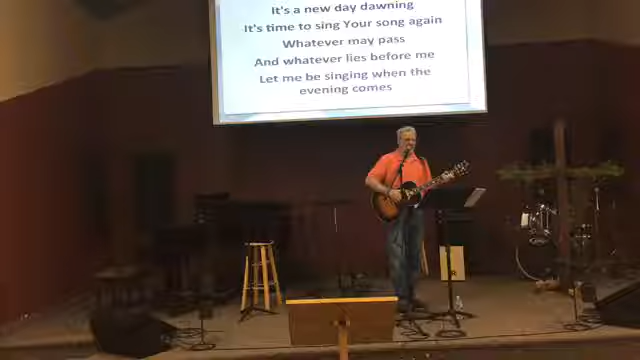 It's a new day dawning
It's time to sing Your song again
Whatever may pass
And whatever lies before me
Let me be singing when the
evening comes